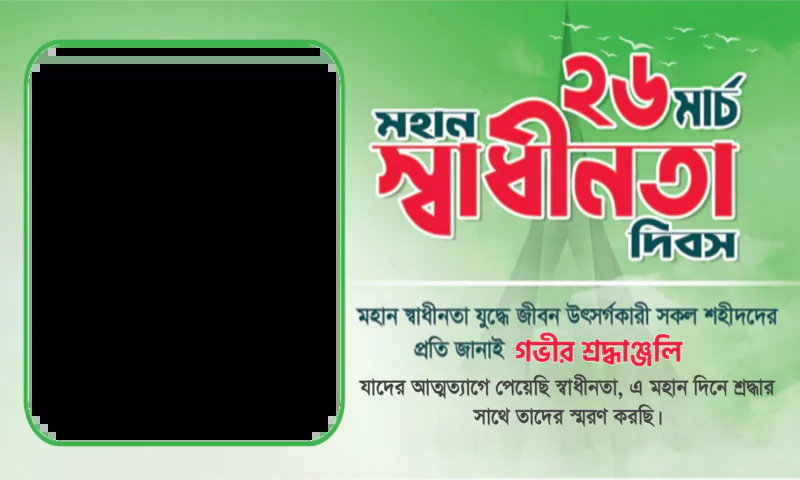 ২৬ মার্চ
মহান
স্বাধীনতা
দিবস
মহান স্বাধীনতা যুদ্ধে জীবন উৎসর্গকারী সকল শহীদদের
প্রতি জানাই গভীর শ্রদ্ধাঞ্জলি
যাদের আত্মত্যাগে পেয়েছি স্বাধীনতা, এ মহান দিনে শ্রদ্ধার
সাথে তাদের স্মরণ করছি।